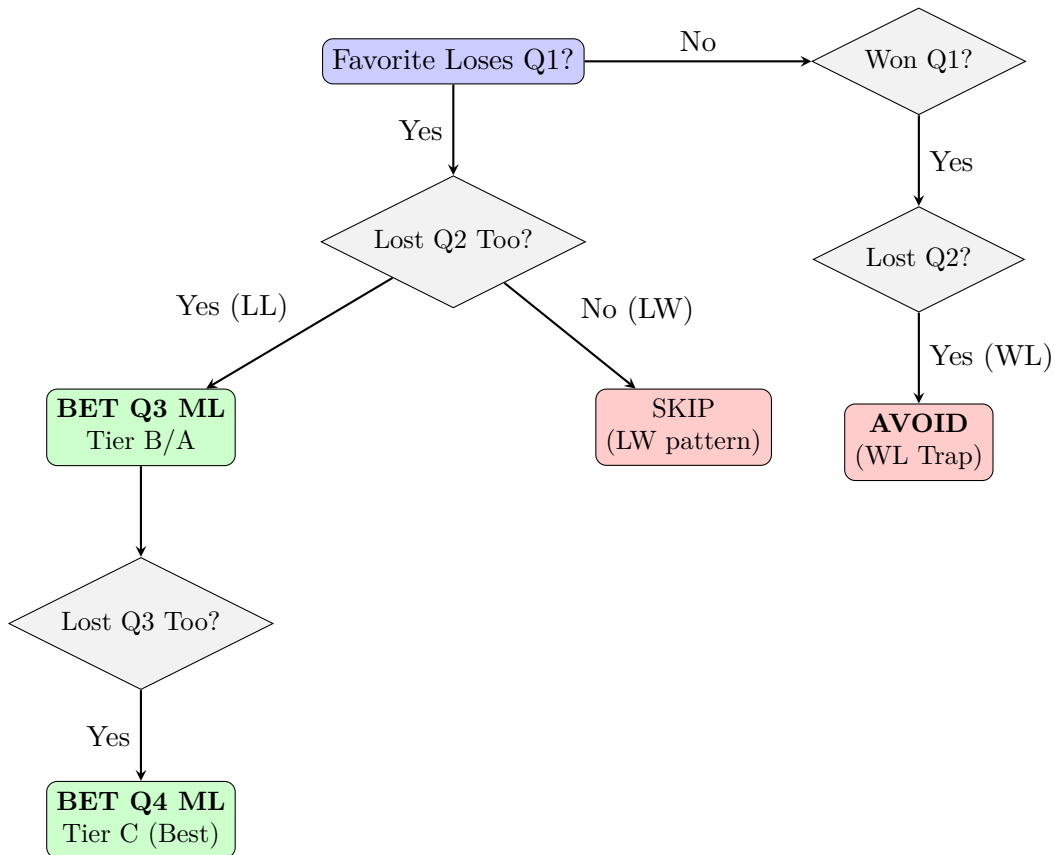 Favorite Loses Q1?
No
Won Q1?
Yes
Yes
Lost Q2 Too?
Lost Q2?
Yes (LL)
No (LW)
Yes (WL)
BET Q3 ML
Tier B/A
SKIP
(LW pattern)
AVOID
(WL Trap)
Lost Q3 Too?
Yes
BET Q4 ML
Tier C (Best)